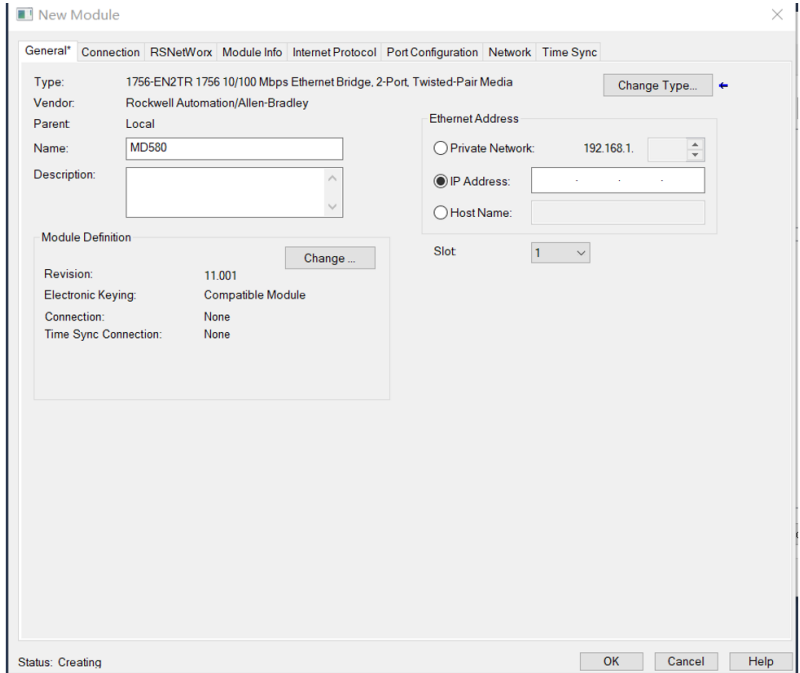 New Module
General* Connection RSNetWorx Module Info Internet Protocol Port Configuration Network Time Sync
Type: 1756-EN2TR 1756 10/100 Mbps Ethernet Bridge, 2-Port, Twisted-Pair Media
Change Type...
Vendor: Rockwell Automation/Allen-Bradley
Parent: Local
Name: MD580
Description:
Ethernet Address
Private Network: 192.168.1.
IP Address: . . .
Host Name:
Slot: 1
Module Definition
Change ...
Revision: 11.001
Electronic Keying: Compatible Module
Connection: None
Time Sync Connection: None
Status: Creating
OK Cancel Help